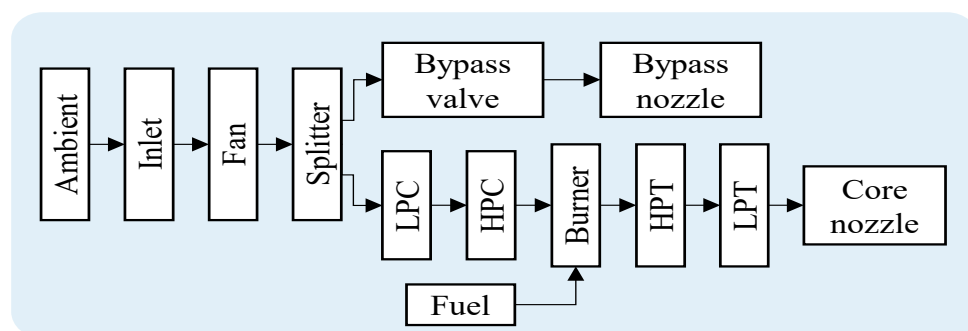 Ambient
Inlet
Fan
Splitter
Bypass
valve
Bypass
nozzle
LPC
HPC
Burner
HPT
LPT
Core
nozzle
Fuel